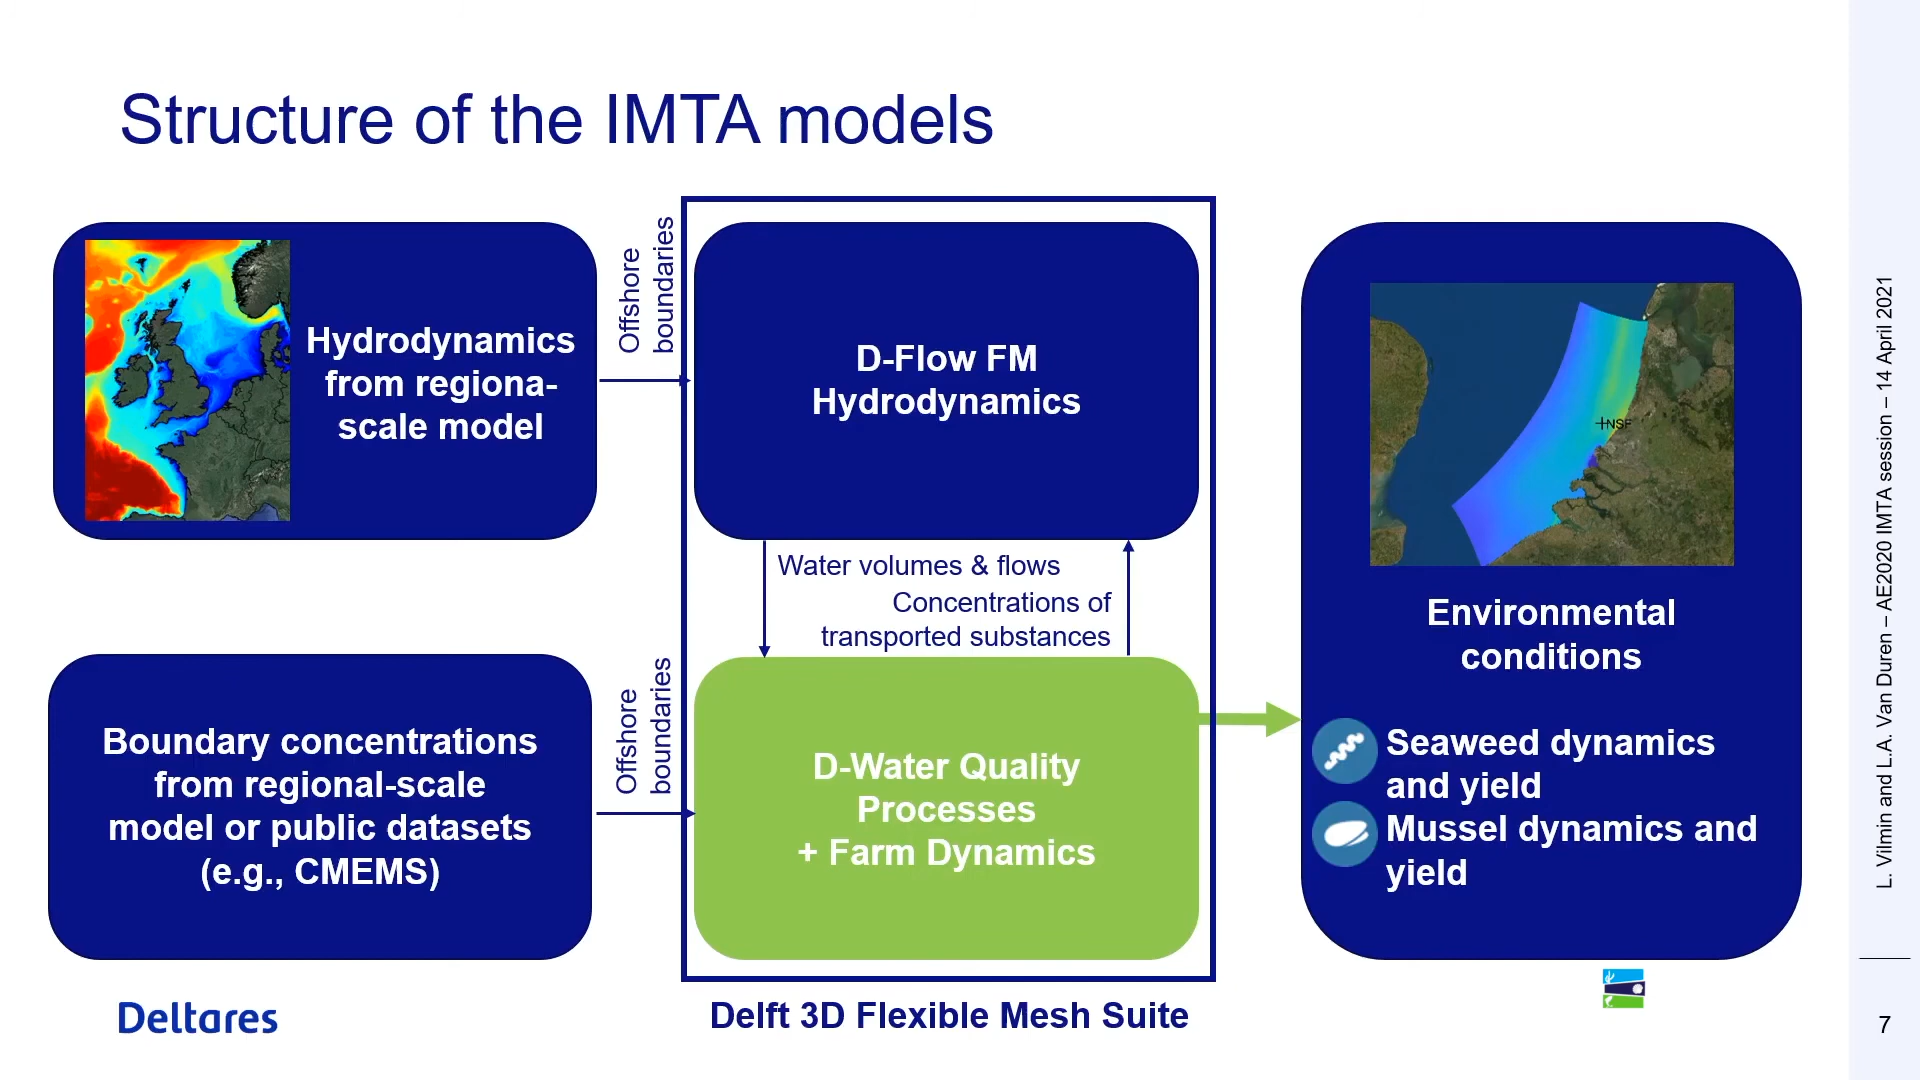 Structure of the IMTA models
Hydrodynamics
from regiona-
scale model
Offshore
boundaries
D-Flow FM
Hydrodynamics
Water volumes & flows
Concentrations of
transported substances
Boundary concentrations
from regional-scale
model or public datasets
(e.g., CMEMS)
Offshore
boundaries
D-Water Quality
Processes
+ Farm Dynamics
Delft 3D Flexible Mesh Suite
NSF
Environmental
conditions
Seaweed dynamics
and yield
Mussel dynamics and
yield
Deltares
L. Vilmin and L.A. Van Duren – AE2020 IMTA session – 14 April 2021
7